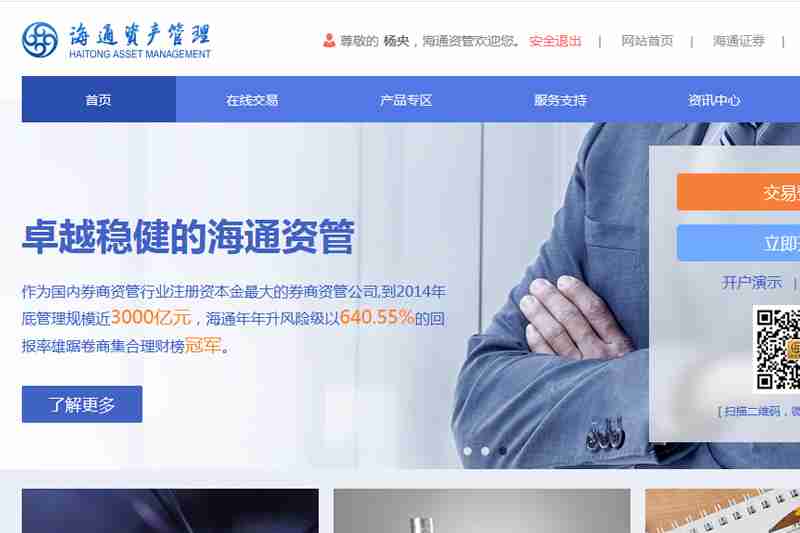 海通资产管理
HAITONG ASSET MANAGEMENT
尊敬的 杨央，海通资管欢迎您。 安全退出 | 网站首页 | 海通证券 |
首页 在线交易 产品专区 服务支持 资讯中心
卓越稳健的海通资管
作为国内券商资管行业注册资本金最大的券商资管公司,到2014年
底管理规模近3000亿元，海通年年升风险级以640.55%的回
报率雄踞卷商集合理财榜冠军。
了解更多
交易
立即
开户演示 |
[ 扫描二维码，